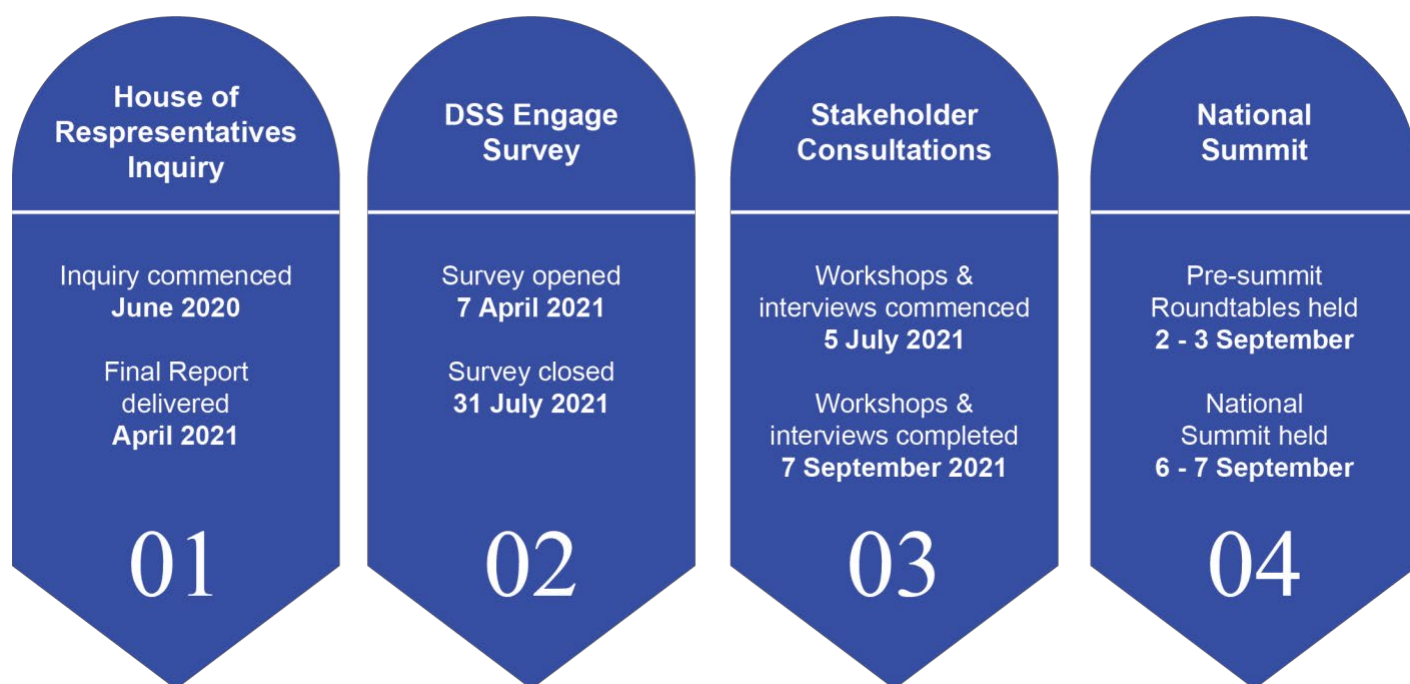 House of
Respresentatives
Inquiry
Inquiry commenced
June 2020
Final Report
delivered
April 2021
01
DSS Engage
Survey
Survey opened
7 April 2021
Survey closed
31 July 2021
02
Stakeholder
Consultations
Workshops &
interviews commenced
5 July 2021
Workshops &
interviews completed
7 September 2021
03
National
Summit
Pre-summit
Roundtables held
2 - 3 September
National
Summit held
6 - 7 September
04